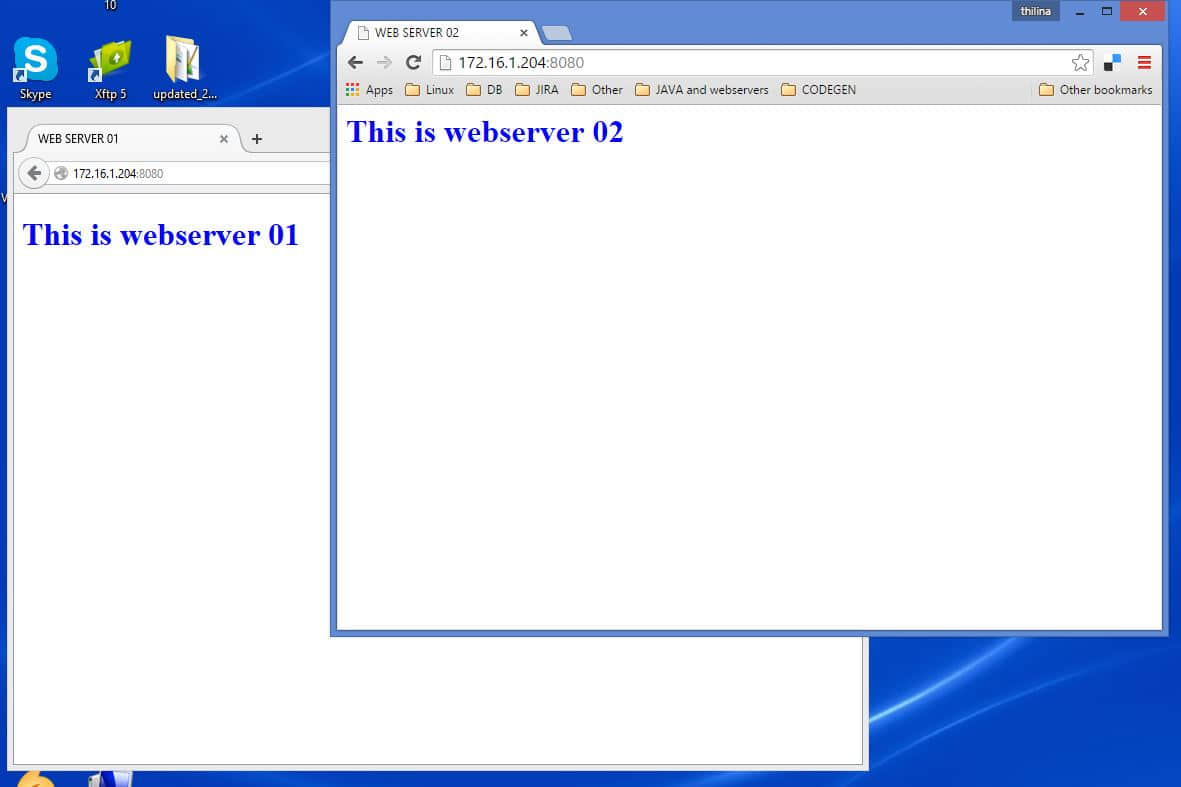 10
Skype
Xftp 5
updated_2...
WEB SERVER 01
172.16.1.204:8080
This is webserver 01
thilina
WEB SERVER 02
172.16.1.204:8080
Apps Linux DB JIRA Other JAVA and webservers CODEGEN Other bookmarks
This is webserver 02